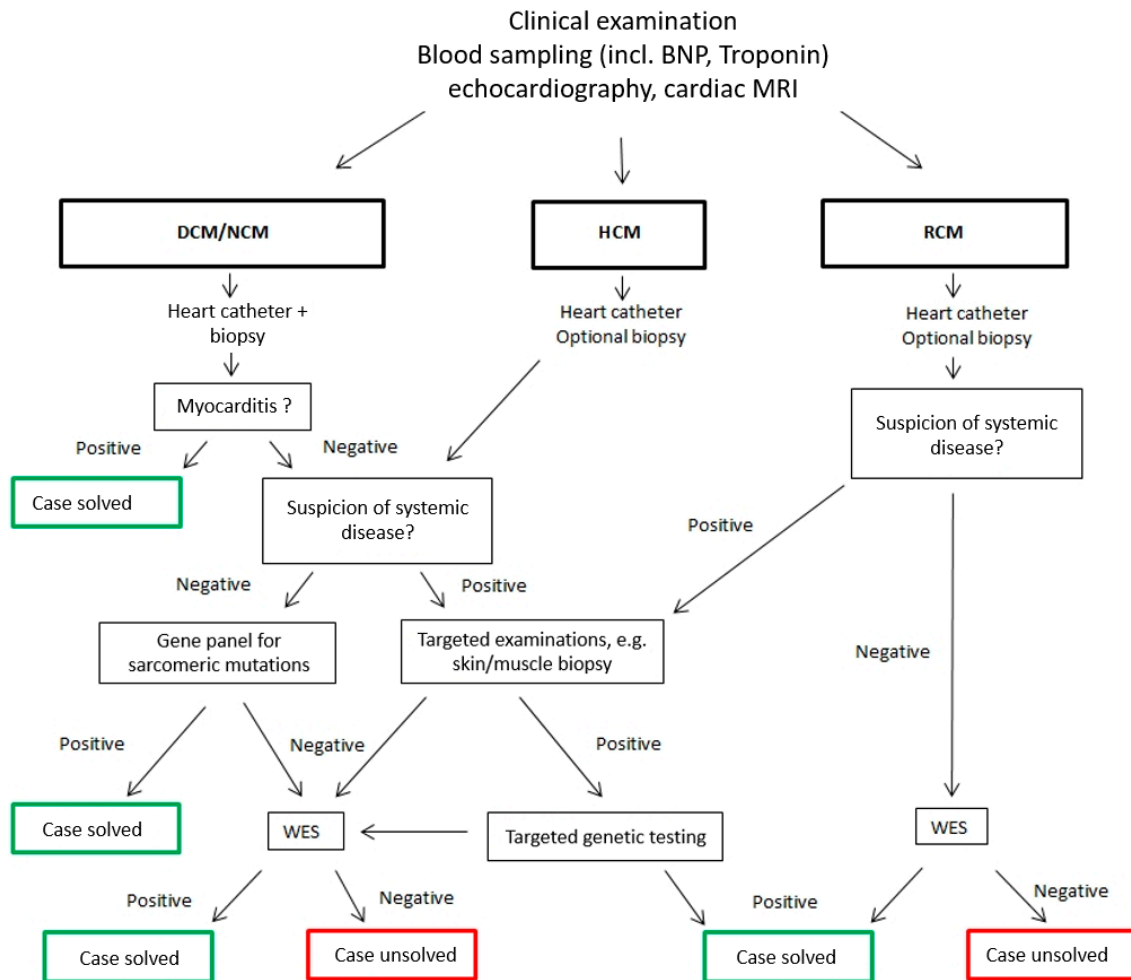 Clinical examination
Blood sampling (incl. BNP, Troponin)
echocardiography, cardiac MRI
DCM/NCM
HCM
RCM
Heart catheter +
biopsy
Heart catheter
Optional biopsy
Heart catheter
Optional biopsy
Myocarditis ?
Suspicion of systemic
disease?
Positive
Negative
Case solved
Suspicion of systemic
disease?
Positive
Negative
Positive
Gene panel for
sarcomeric mutations
Targeted examinations, e.g.
skin/muscle biopsy
Negative
Positive
Negative
Positive
Case solved
WES
Targeted genetic testing
WES
Positive
Negative
Positive
Negative
Case solved
Case unsolved
Case solved
Case unsolved